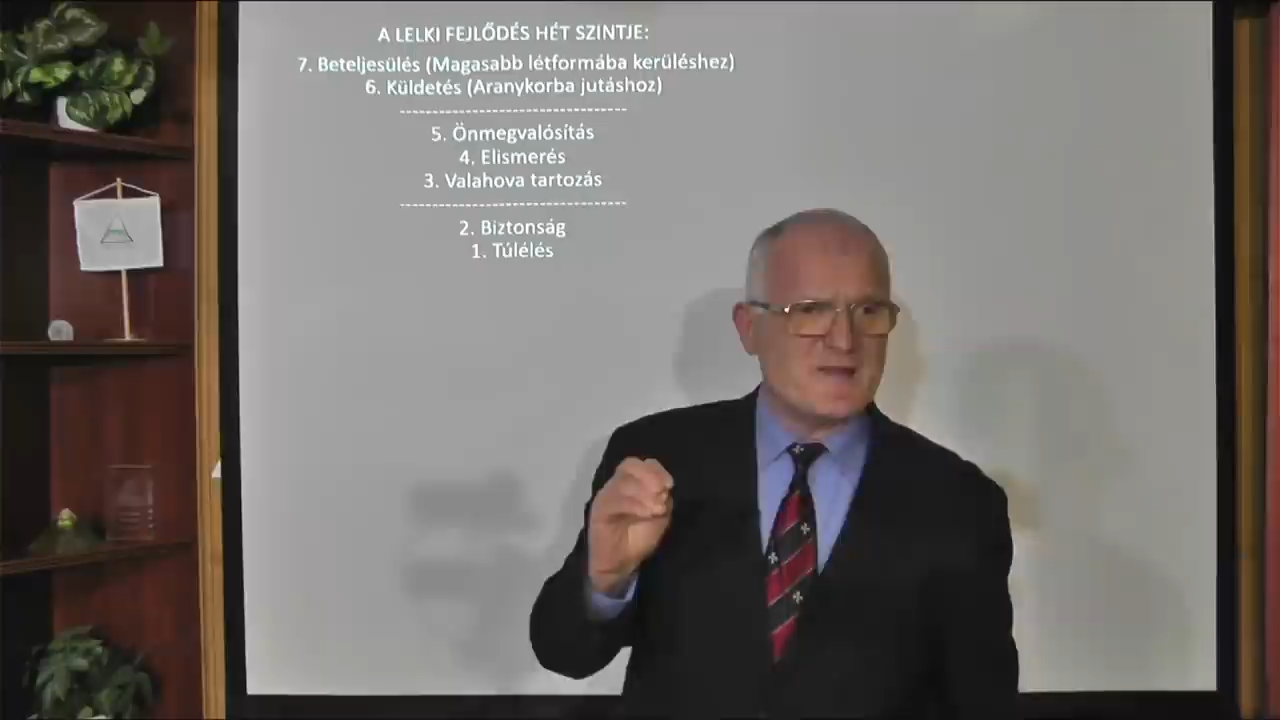 A LELKI FEJLŐDÉS HÉT SZINTJE:
7. Beteljesülés (Magasabb létformába kerüléshez)
6. Küldetés (Aranykorba jutáshoz)
--------------------------------------
5. Önmegvalósítás
4. Elismerés
3. Valahova tartozás
--------------------------------------
2. Biztonság
1. Túlélés